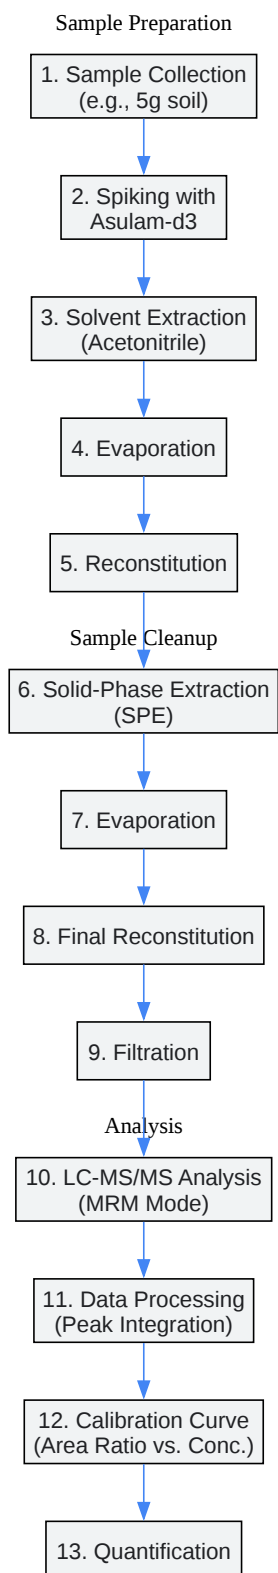 Sample Preparation
1. Sample Collection
(e.g., 5g soil)
2. Spiking with
Asulam-d3
3. Solvent Extraction
(Acetonitrile)
4. Evaporation
5. Reconstitution
Sample Cleanup
6. Solid-Phase Extraction
(SPE)
7. Evaporation
8. Final Reconstitution
9. Filtration
Analysis
10. LC-MS/MS Analysis
(MRM Mode)
11. Data Processing
(Peak Integration)
12. Calibration Curve
(Area Ratio vs. Conc.)
13. Quantification